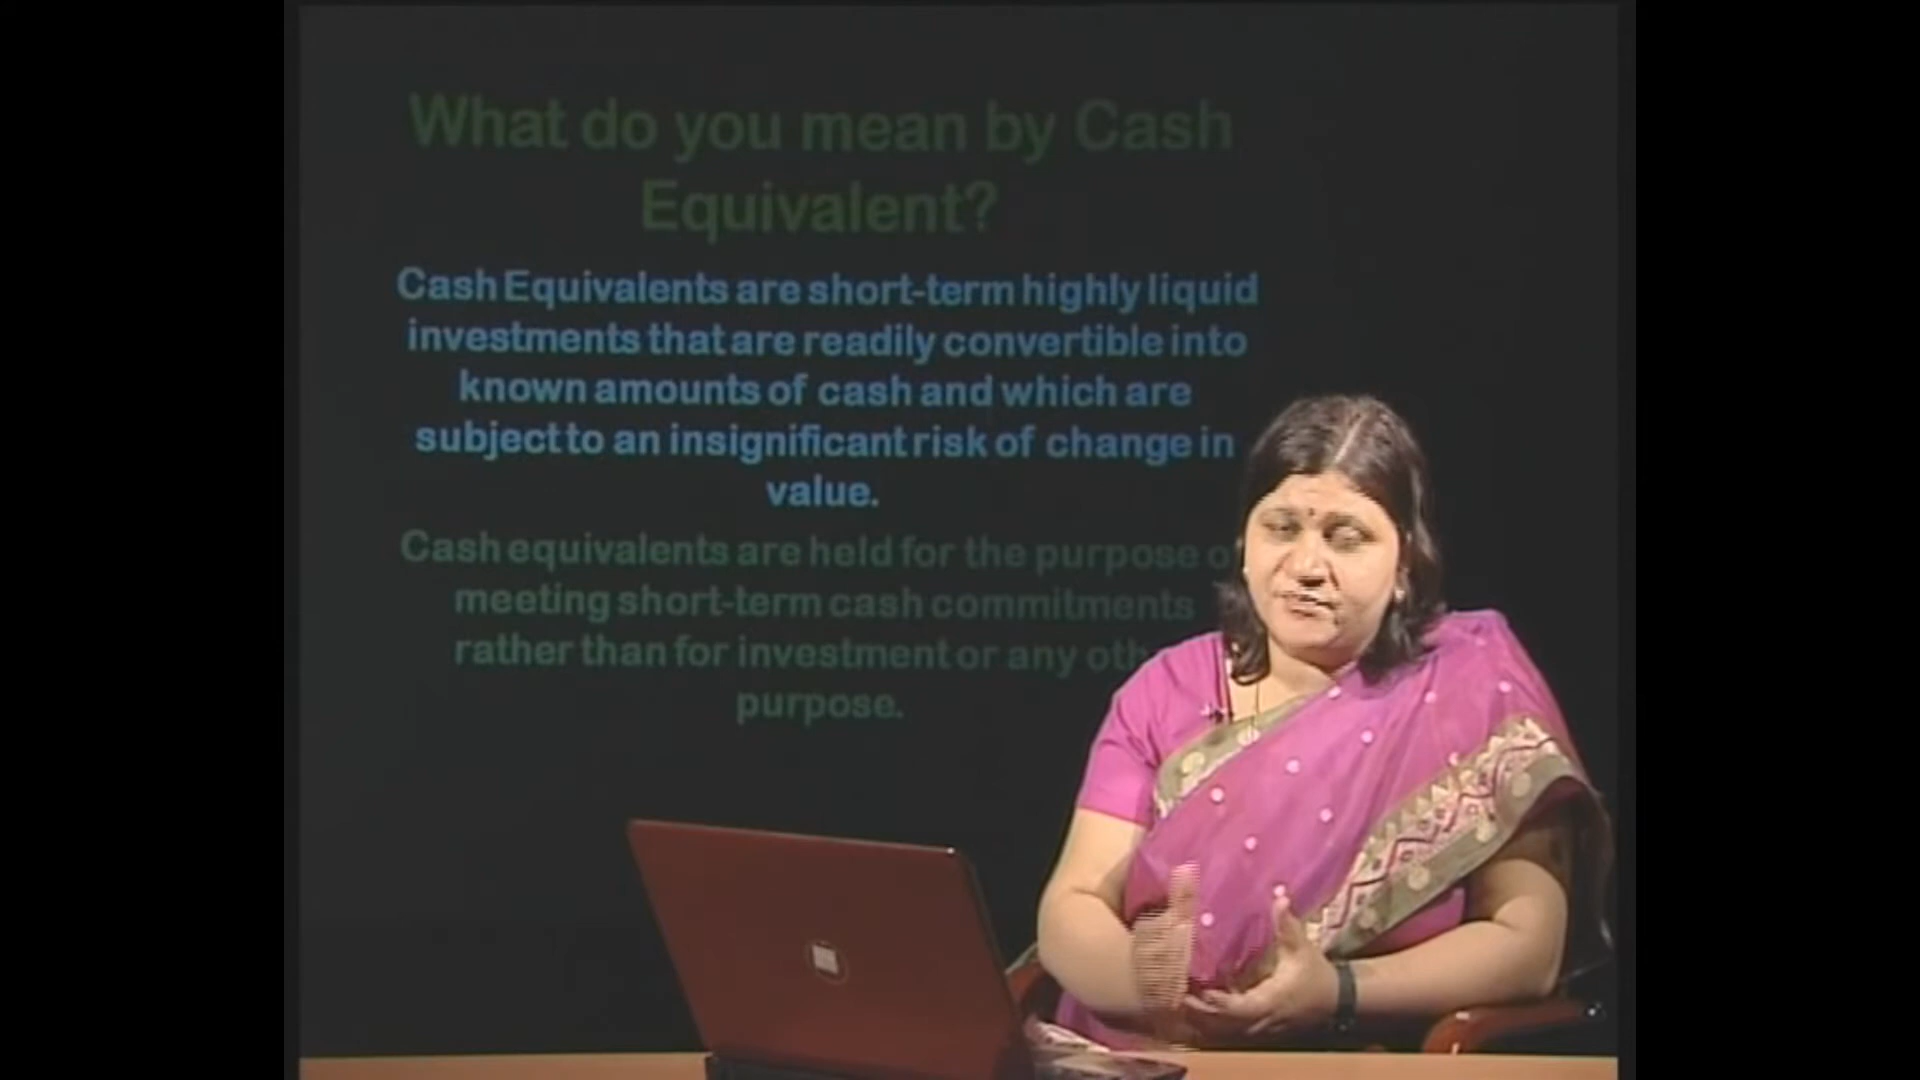 What do you mean by Cash
Equivalent?
Cash Equivalents are short-term highly liquid
investments that are readily convertible into
known amounts of cash and which are
subject to an insignificant risk of change in
value.
Cash equivalents are held for the purpose
meeting short-term cash commitments
rather than for investment or any
purpose.